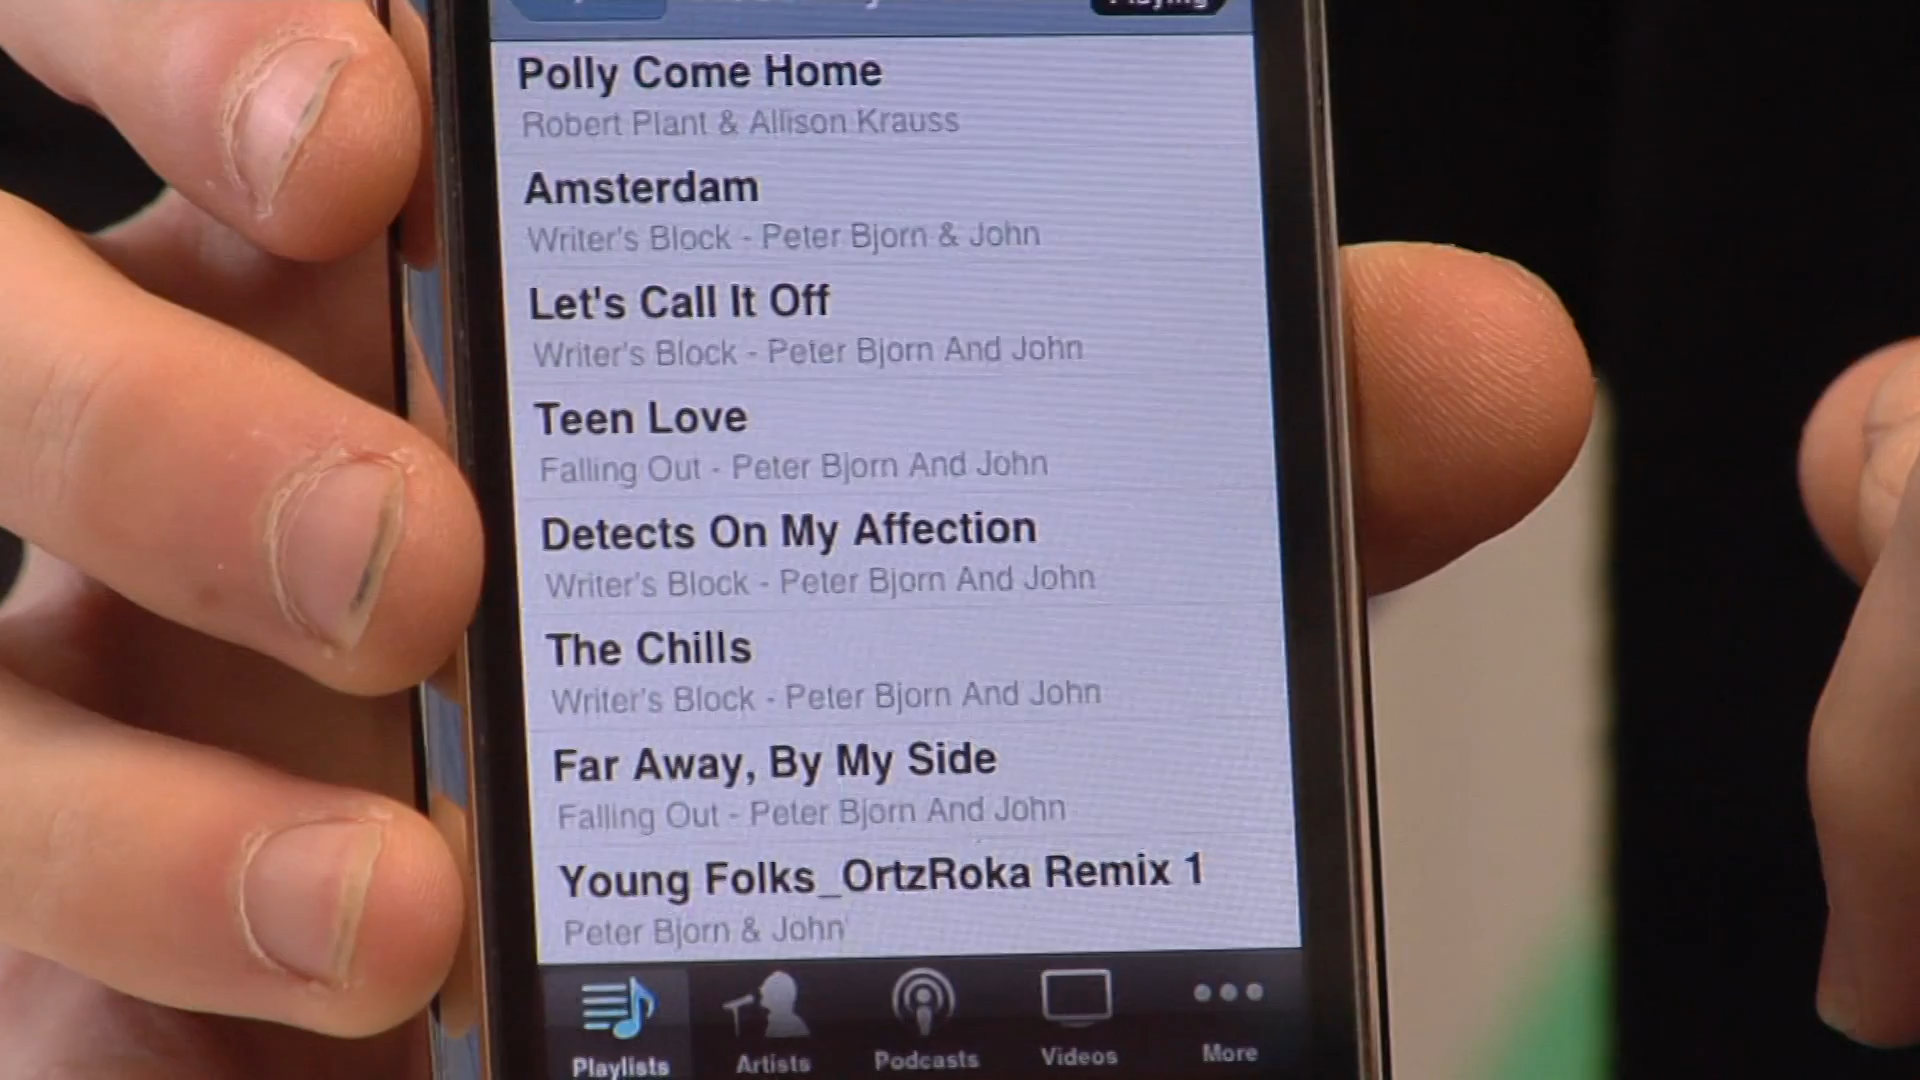 Playing
Polly Come Home
Robert Plant & Allison Krauss
Amsterdam
Writer's Block - Peter Bjorn & John
Let's Call It Off
Writer's Block - Peter Bjorn And John
Teen Love
Falling Out - Peter Bjorn And John
Detects On My Affection
Writer's Block - Peter Bjorn And John
The Chills
Writer's Block - Peter Bjorn And John
Far Away, By My Side
Falling Out - Peter Bjorn And John
Young Folks_OrtzRoka Remix 1
Peter Bjorn & John'
Playlists Artists Podcasts Videos More